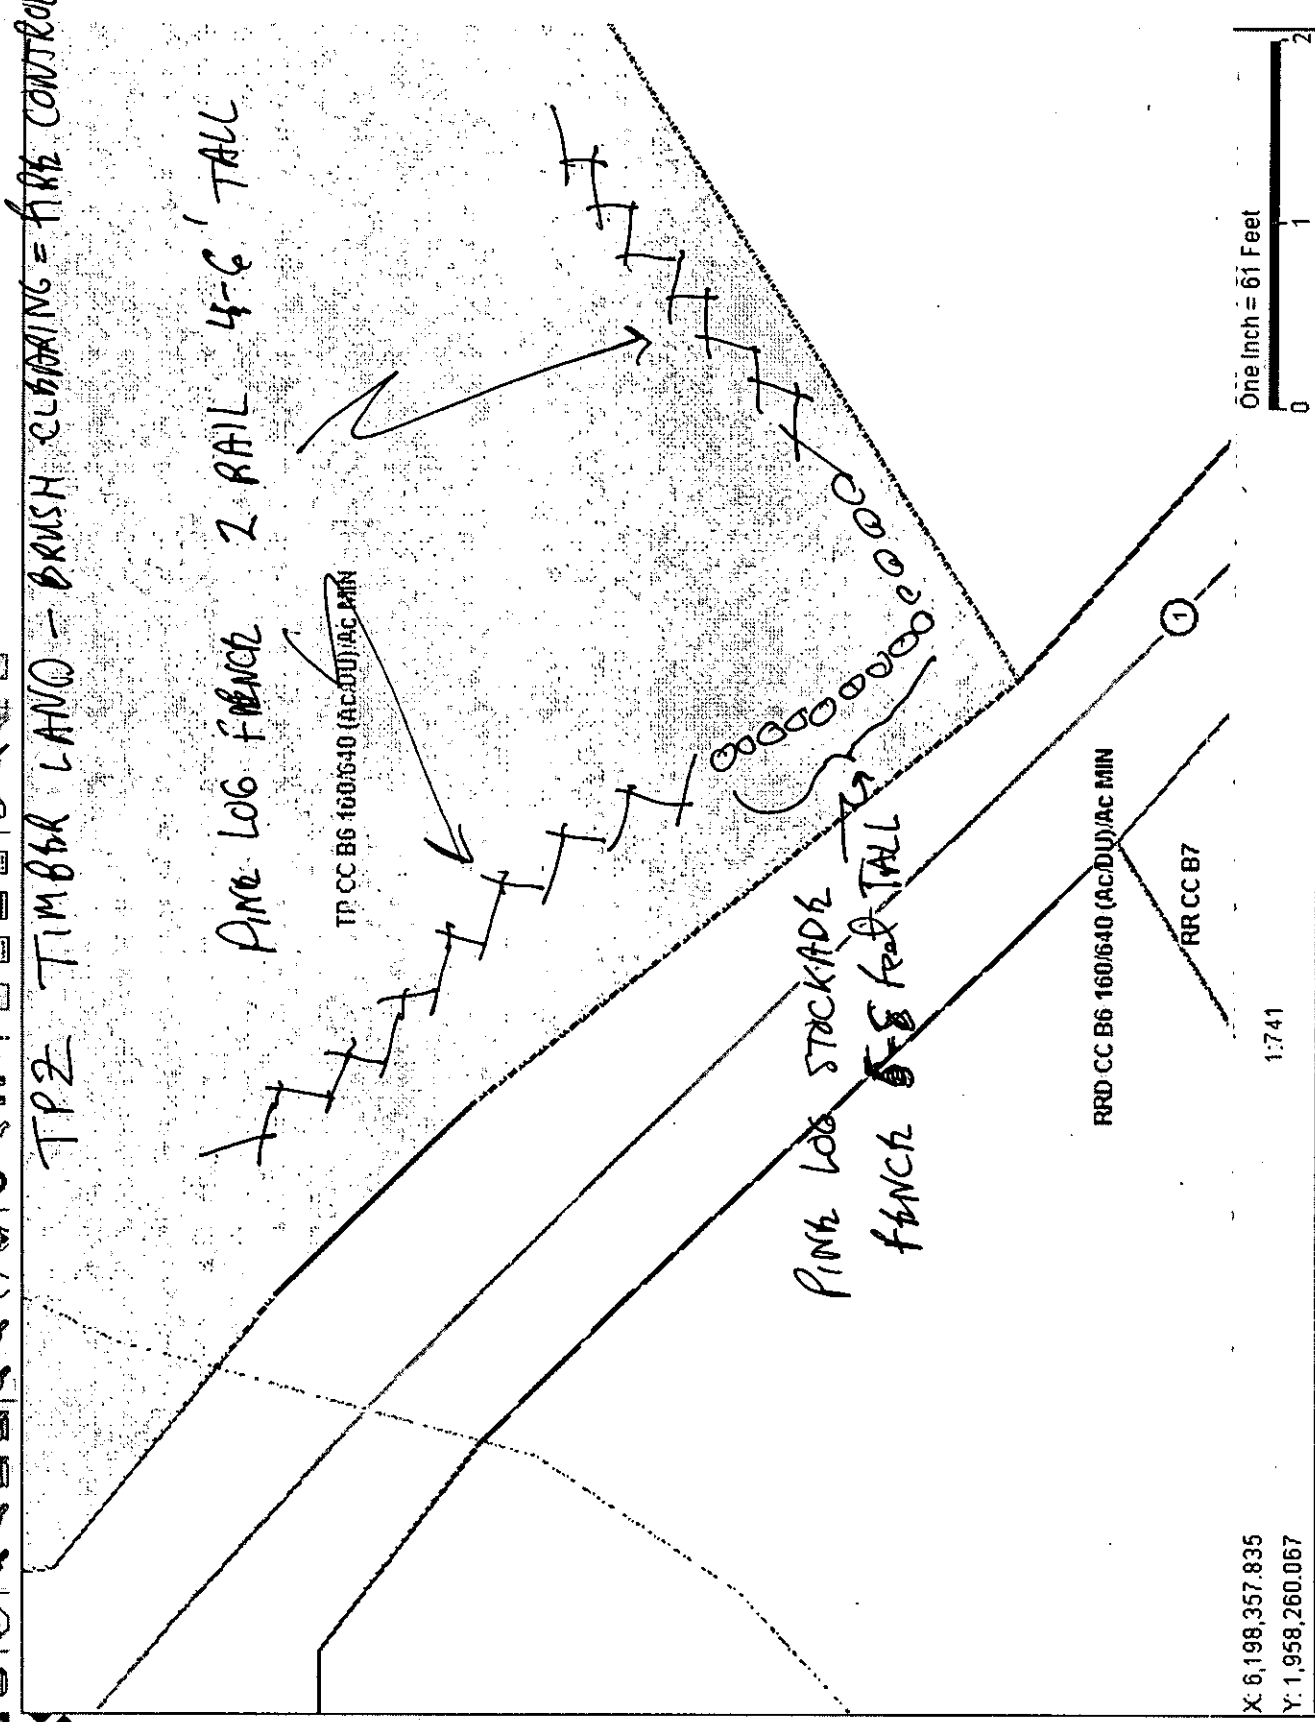 TPZ TIMBER LAND - BRUSH CLEARING = FIRE CONTROL
PINE LOG FENCE 2 RAIL 4-6' TALL
TP CC B6 160/640 (AC/DU)/Ac MIN
PINE LOG STOCKADE
FENCE 6-8 feet TALL
1
RRD CC B6 160/640 (Ac/DU)/Ac MIN
RR CC B7
X: 6,198,357.835
Y: 1,958,260.067
1:741
One Inch = 61 Feet
0 1 2